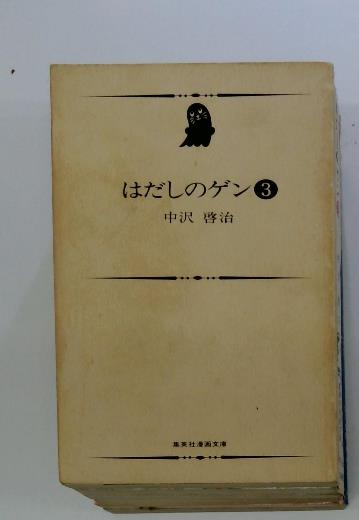 はだしのゲン3
中沢 啓治
集英社漫画文庫